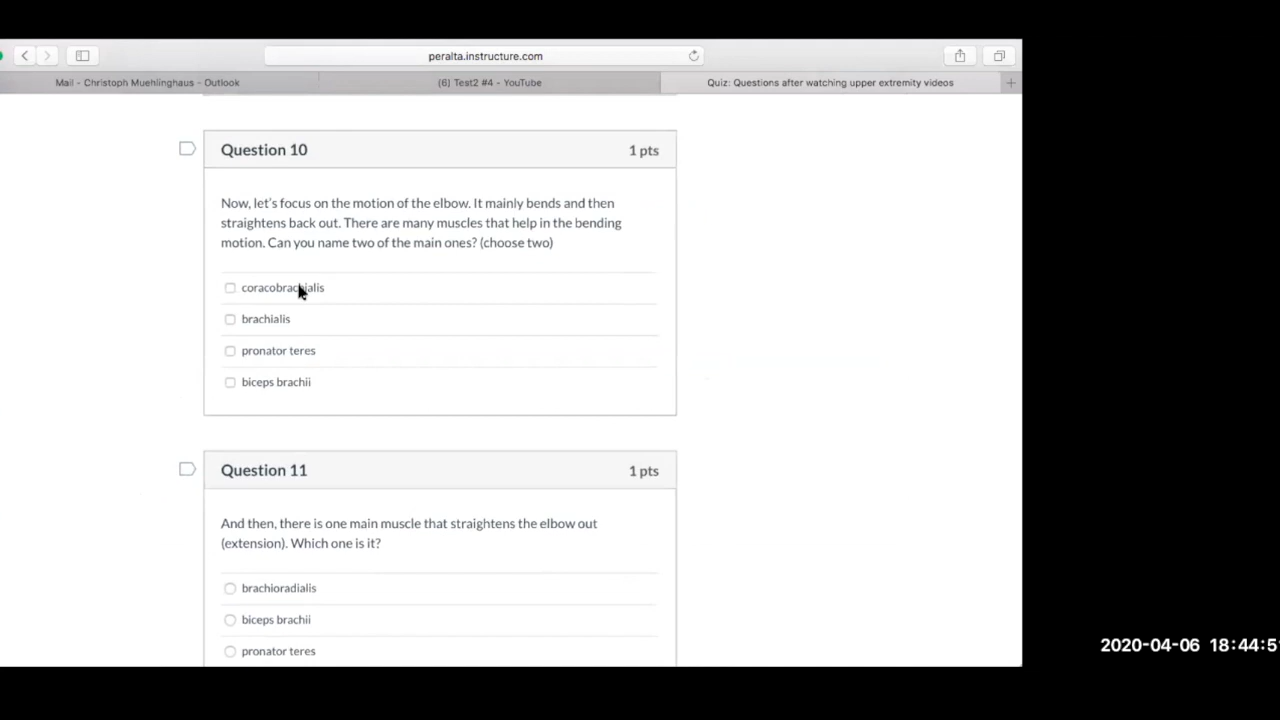 peralta.instructure.com
Mail - Christoph Muehlinghaus - Outlook
(6) Test2 #4 - YouTube
Quiz: Questions after watching upper extremity videos
Question 10
1 pts
Now, let's focus on the motion of the elbow. It mainly bends and then
straightens back out. There are many muscles that help in the bending
motion. Can you name two of the main ones? (choose two)
coracobrachialis
brachialis
pronator teres
biceps brachii
Question 11
1 pts
And then, there is one main muscle that straightens the elbow out
(extension). Which one is it?
brachioradialis
biceps brachii
pronator teres
2020-04-06 18:44:5